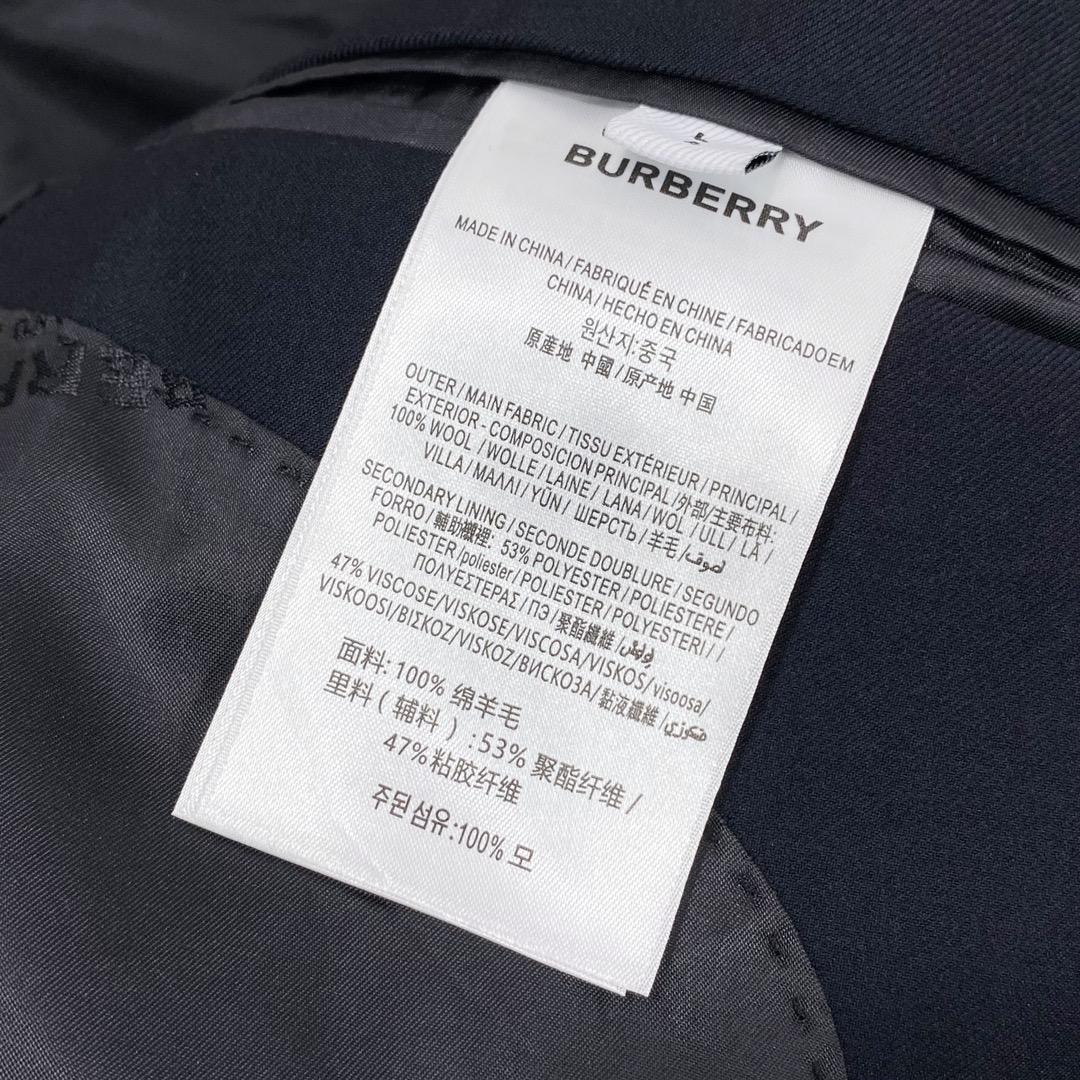 L
BURBERRY
MADE IN CHINA / FABRIQUÉ EN CHINE / FABRICADOEM
CHINA / HECHO EN CHINA
원산지:중국
原産地 中國 / 原产地 中国
OUTER / MAIN FABRIC / TISSU EXTÉRIEUR / PRINCIPAL /
EXTERIOR - COMPOSICION PRINCIPAL /外部/主要布料:
100% WOOL / WOLLE / LAINE / LANA / WOL / ULL / LÃ /
VILLA / ΜΑΛΛΙ / YÜN / ШЕРСТЬ / 羊毛 / صوف
SECONDARY LINING / SECONDE DOUBLURE / SEGUNDO
FORRO / 輔助襯裡: 53% POLYESTER / POLIESTERE /
POLIESTER /poliester / POLIESTER / POLYESTERI / /
ΠΟΛΥΕΣΤΕΡΑΣ / ПЭ / 聚酯纖維 /
47% VISCOSE / VISKOSE / VISCOSA / VISKOS / visoosa/
VISKOOSI/ ΒΙΣΚΟΖ / VISKOZ / ВИСКОЗА / 黏液纖維 /
面料: 100% 绵羊毛
里料 ( 辅料 ) :53% 聚酯纤维 /
47%粘胶纤维
주된 섬유:100% 모